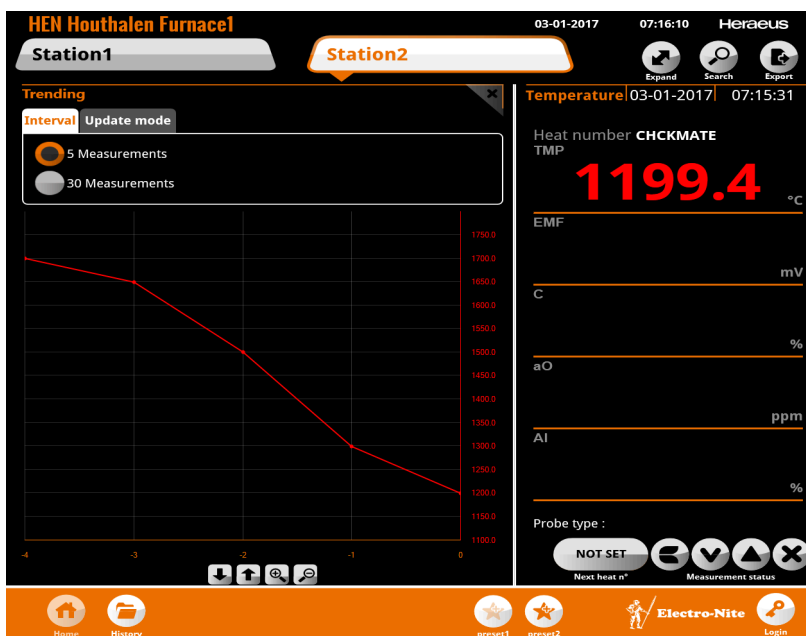 HEN Houthalen Furnace1
03-01-2017 07:16:10 Heraeus
Station1 Station2
Expand Search Export
Trending
Interval Update mode
5 Measurements
30 Measurements
1750.0
1700.0
1650.0
1600.0
1550.0
1500.0
1450.0
1400.0
1350.0
1300.0
1250.0
1200.0
1150.0
1100.0
-4 -3 -2 -1 0
Temperature 03-01-2017 07:15:31
Heat number CHCKMATE
TMP
1199.4 °C
EMF
mV
C
%
aO
ppm
Al
%
Probe type :
NOT SET
Next heat n° Measurement status
Home History preset1 preset2 Electro-Nite Login